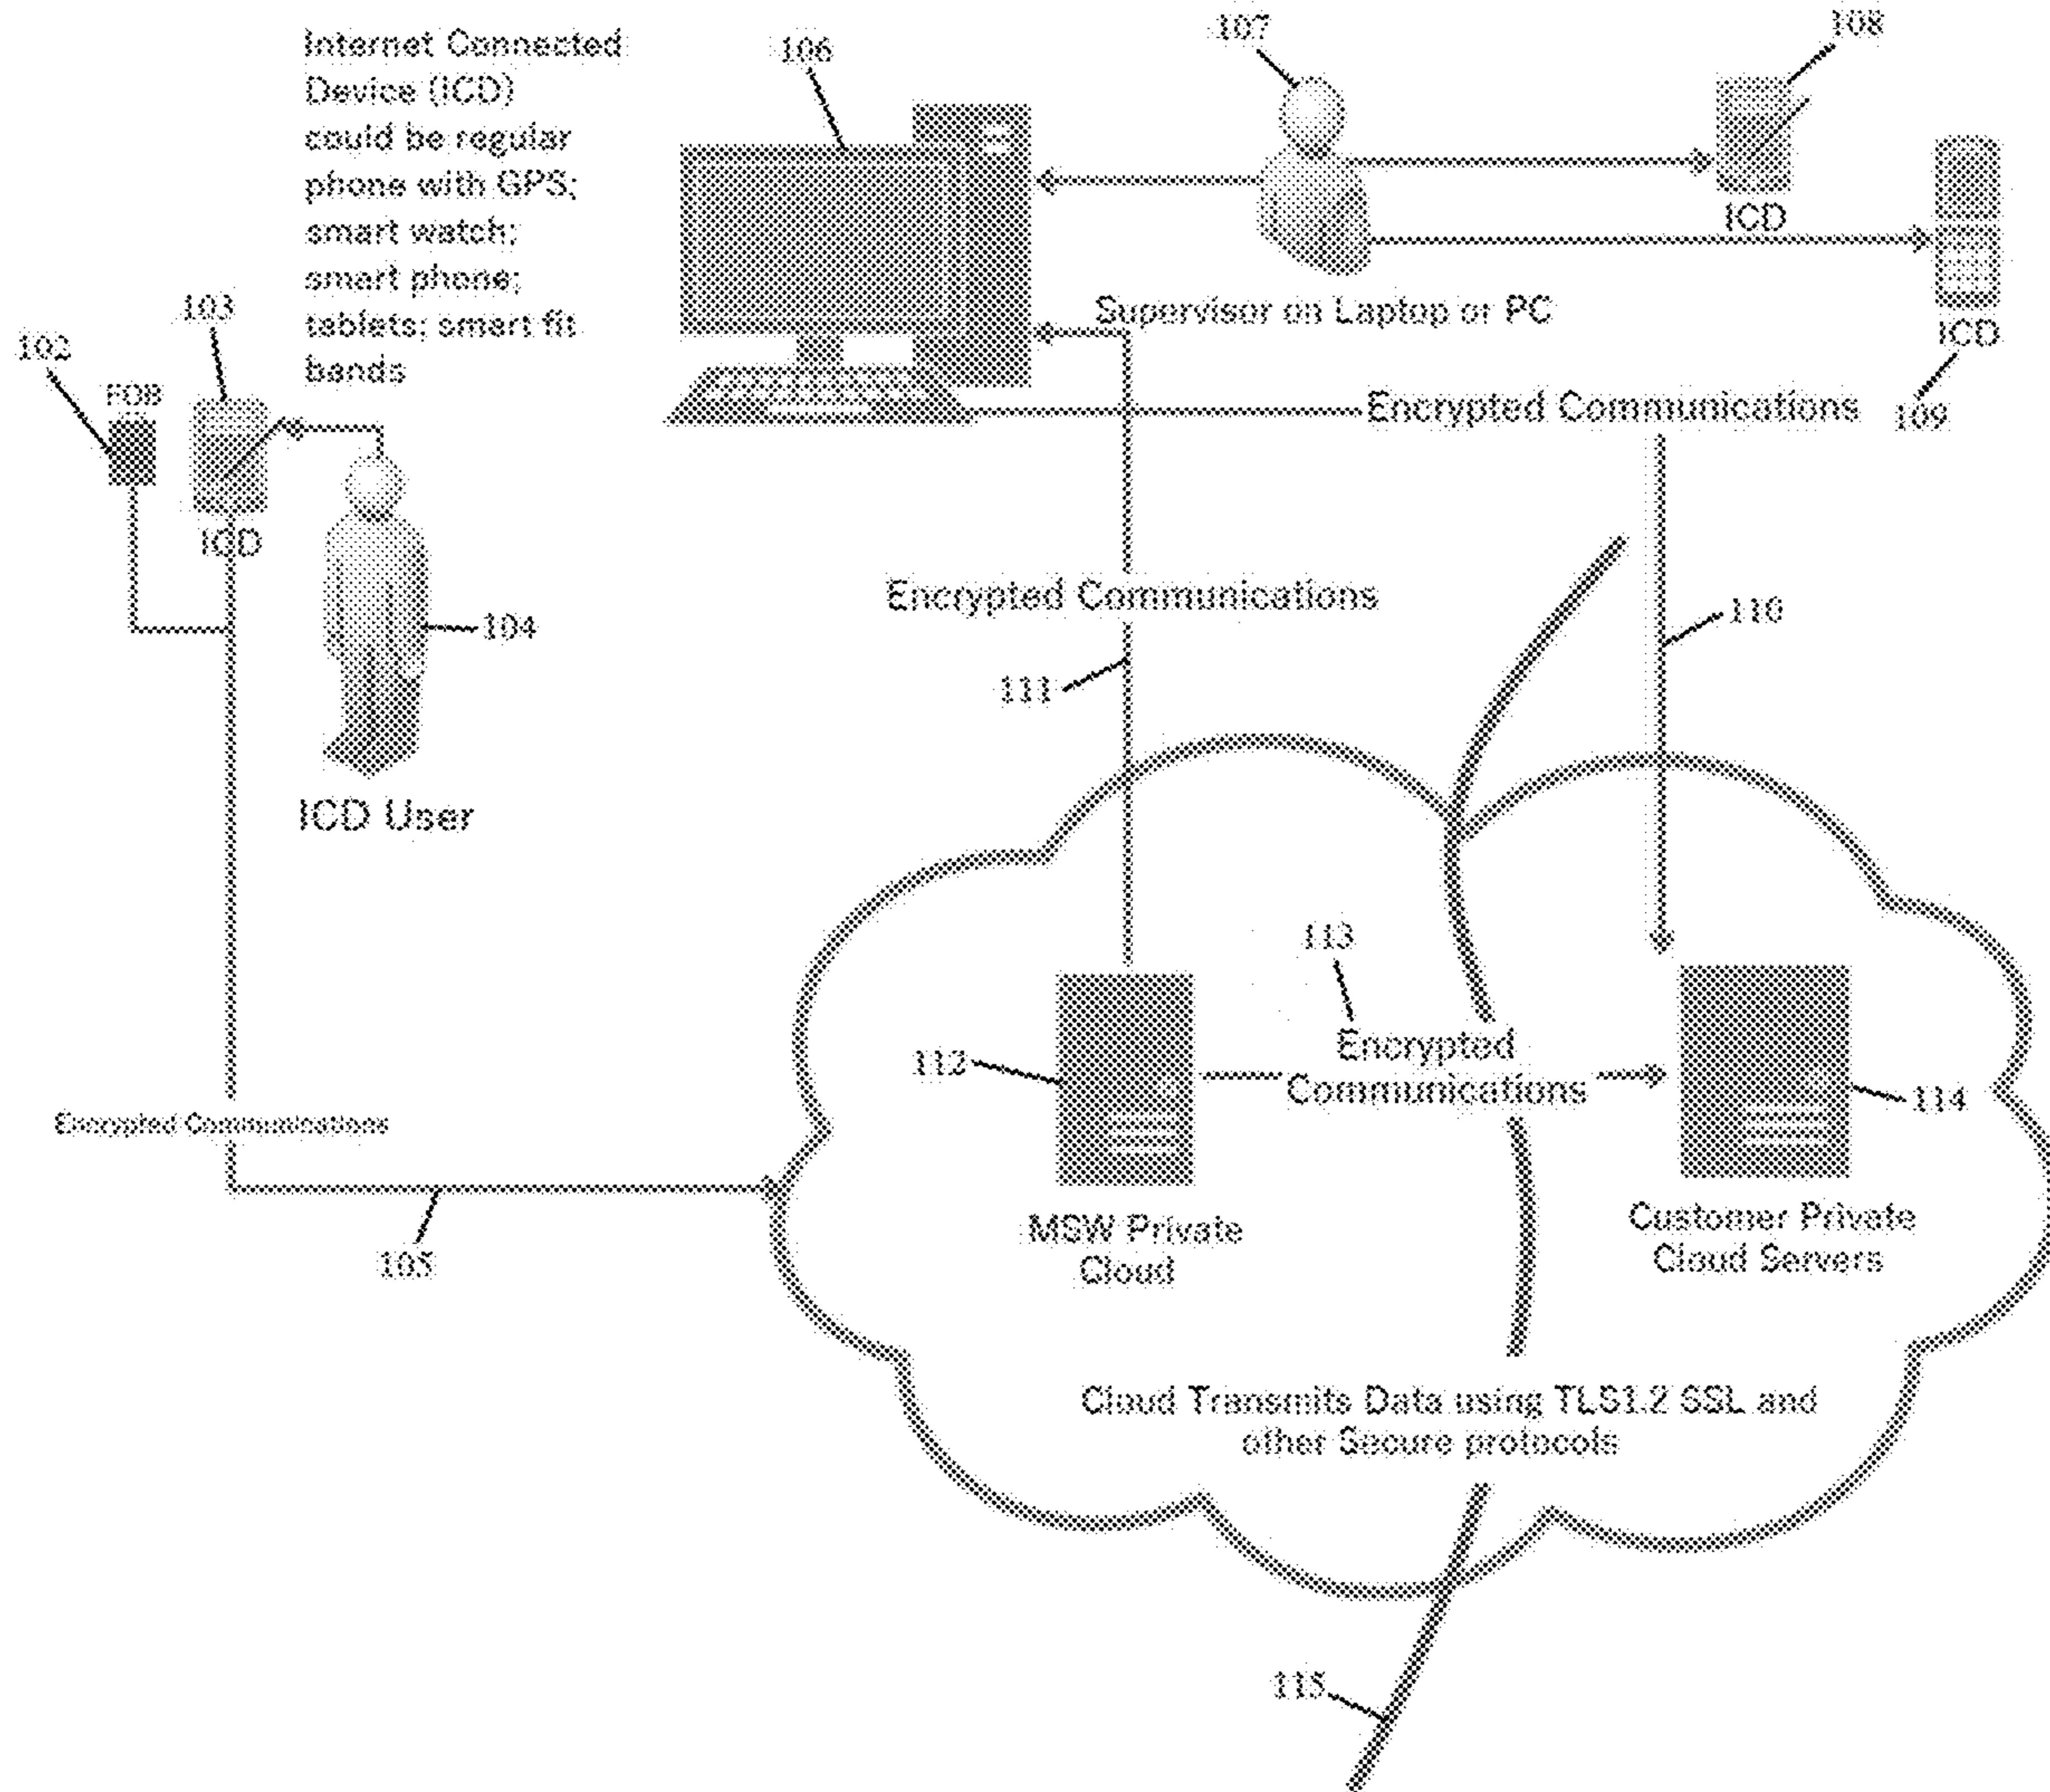 Internet Connected
Device (ICD)
could be regular
phone with GPS;
smart watch;
smart phone;
tablets; smart fit
bands
106
107
108
ICD
Supervisor on Laptop or PC
ICD
109
103
102
FOB
ICD
104
ICD User
Encrypted Communications
Encrypted Communications
110
111
113
Encrypted
Communications
112
114
MSW Private
Cloud
Customer Private
Cloud Servers
Encrypted Communications
105
Cloud Transmits Data using TLS1.2 SSL and
other Secure protocols
115